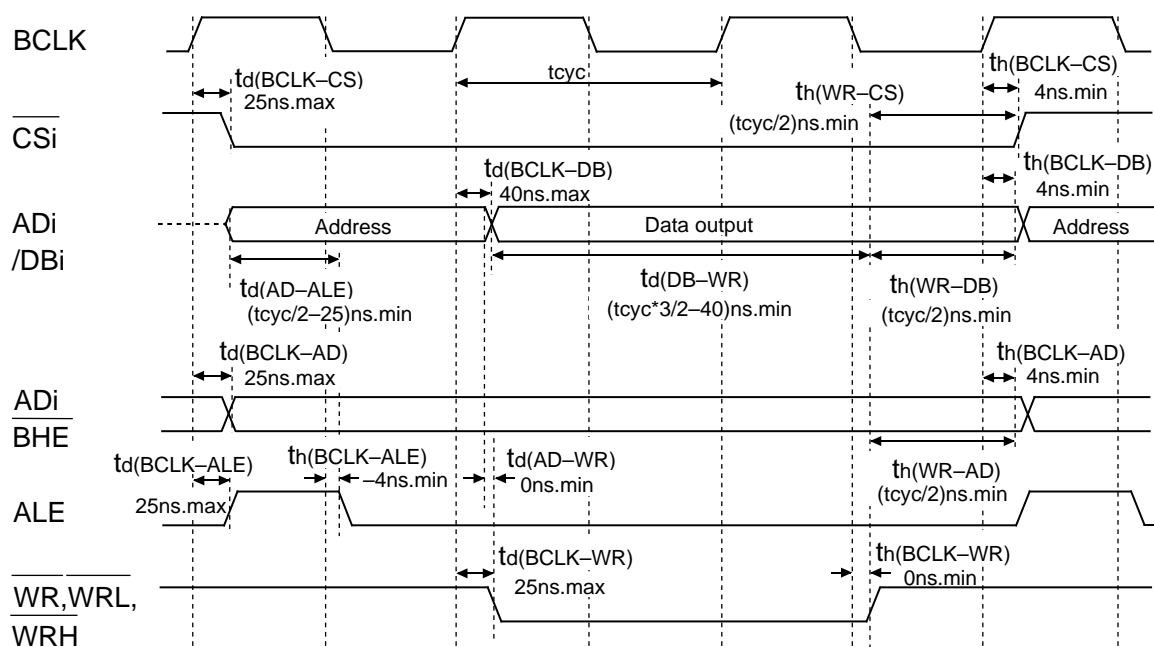 BCLK
td(BCLK–CS)
25ns.max
tcyc
th(BCLK–CS)
4ns.min
th(WR–CS)
(tcyc/2)ns.min
CSi
td(BCLK–DB)
40ns.max
th(BCLK–DB)
4ns.min
ADi
/DBi
Address
Data output
Address
td(AD–ALE)
(tcyc/2–25)ns.min
td(DB–WR)
(tcyc*3/2–40)ns.min
th(WR–DB)
(tcyc/2)ns.min
td(BCLK–AD)
25ns.max
th(BCLK–AD)
4ns.min
ADi
BHE
td(BCLK–ALE)
25ns.max
th(BCLK–ALE)
–4ns.min
td(AD–WR)
0ns.min
th(WR–AD)
(tcyc/2)ns.min
ALE
td(BCLK–WR)
25ns.max
th(BCLK–WR)
0ns.min
WR,WRL,
WRH